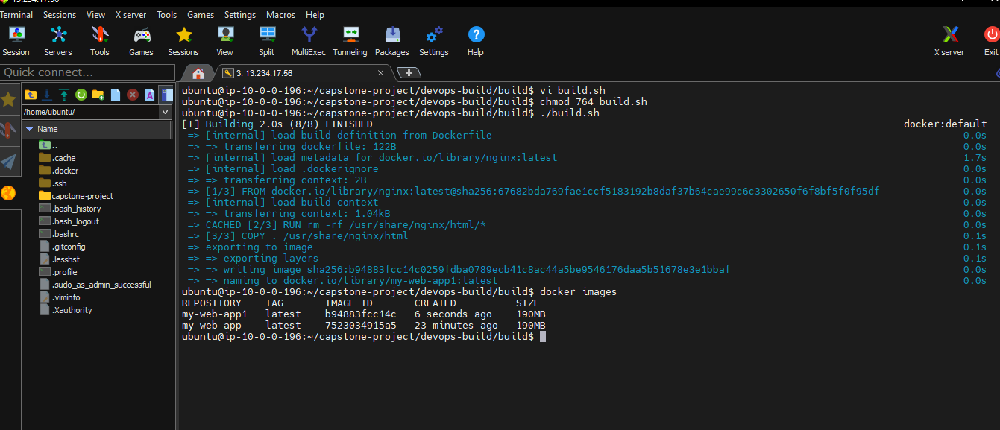 13.234.17.56
Terminal Sessions View X server Tools Games Settings Macros Help
Session Servers Tools Games Sessions View Split MultiExec Tunneling Packages Settings Help X server Exit
Quick connect...
3. 13.234.17.56
/home/ubuntu/
Name
..
.cache
.docker
.ssh
capstone-project
.bash_history
.bash_logout
.bashrc
.gitconfig
.lesshst
.profile
.sudo_as_admin_successful
.viminfo
.Xauthority
ubuntu@ip-10-0-0-196:~/capstone-project/devops-build/build$ vi build.sh
ubuntu@ip-10-0-0-196:~/capstone-project/devops-build/build$ chmod 764 build.sh
ubuntu@ip-10-0-0-196:~/capstone-project/devops-build/build$ ./build.sh
[+] Building 2.0s (8/8) FINISHED docker:default
=> [internal] load build definition from Dockerfile 0.0s
=> => transferring dockerfile: 122B 0.0s
=> [internal] load metadata for docker.io/library/nginx:latest 1.7s
=> [internal] load .dockerignore 0.0s
=> => transferring context: 2B 0.0s
=> [1/3] FROM docker.io/library/nginx:latest@sha256:67682bda769fae1ccf5183192b8daf37b64cae99c6c3302650f6f8bf5f0f95df 0.0s
=> [internal] load build context 0.0s
=> => transferring context: 1.04kB 0.0s
=> CACHED [2/3] RUN rm -rf /usr/share/nginx/html/* 0.0s
=> [3/3] COPY . /usr/share/nginx/html 0.1s
=> exporting to image 0.1s
=> => exporting layers 0.1s
=> => writing image sha256:b94883fcc14c0259fdba0789ecb41c8ac44a5be9546176daa5b51678e3e1bbaf 0.0s
=> => naming to docker.io/library/my-web-app1:latest 0.0s
ubuntu@ip-10-0-0-196:~/capstone-project/devops-build/build$ docker images
REPOSITORY TAG IMAGE ID CREATED SIZE
my-web-app1 latest b94883fcc14c 6 seconds ago 190MB
my-web-app latest 7523034915a5 23 minutes ago 190MB
ubuntu@ip-10-0-0-196:~/capstone-project/devops-build/build$